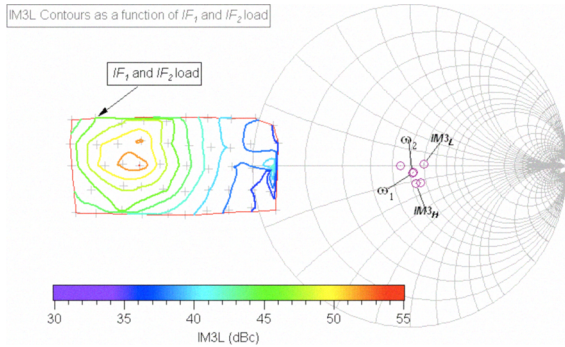 IM3L Contours as a function of IF1 and IF2 load
IF1 and IF2 load
ω2
IM3L
ω1
IM3H
30 35 40 45 50 55
IM3L (dBc)